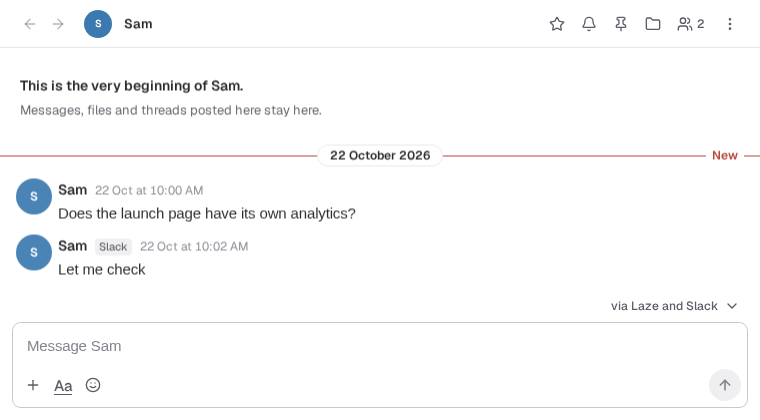 S Sam 2
This is the very beginning of Sam.
Messages, files and threads posted here stay here.
22 October 2026 New
S Sam 22 Oct at 10:00 AM
Does the launch page have its own analytics?
S Sam Slack 22 Oct at 10:02 AM
Let me check
via Laze and Slack
Message Sam
Aa